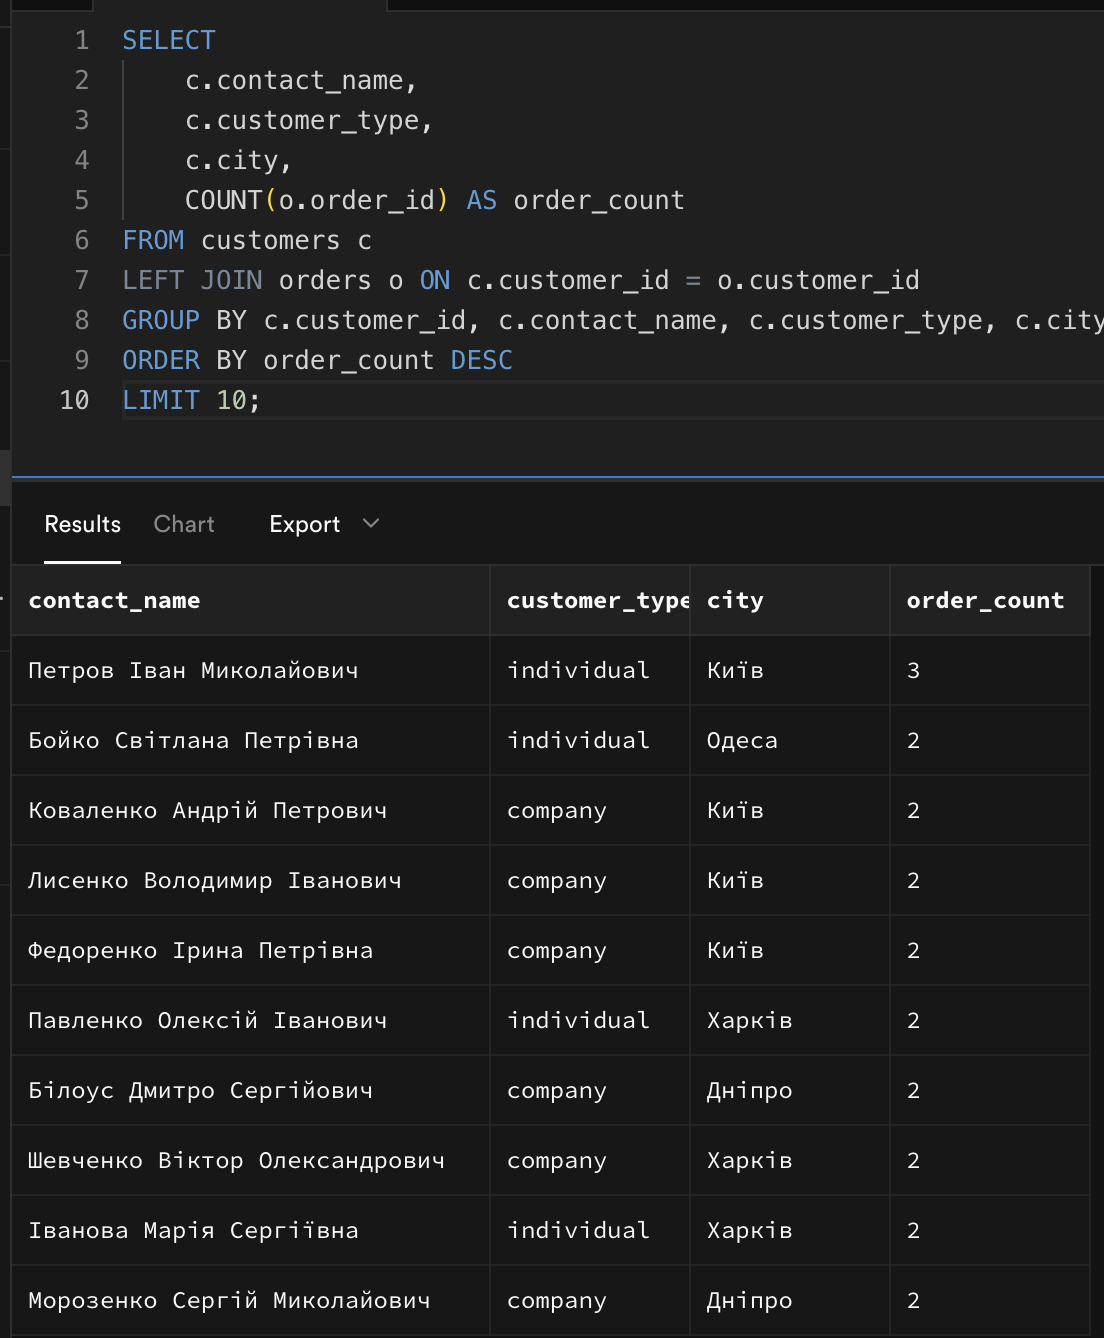 1 SELECT
2 c.contact_name,
3 c.customer_type,
4 c.city,
5 COUNT(o.order_id) AS order_count
6 FROM customers c
7 LEFT JOIN orders o ON c.customer_id = o.customer_id
8 GROUP BY c.customer_id, c.contact_name, c.customer_type, c.city
9 ORDER BY order_count DESC
10 LIMIT 10;
Results Chart Export
contact_name customer_type city order_count
Петров Іван Миколайович individual Київ 3
Бойко Світлана Петрівна individual Одеса 2
Коваленко Андрій Петрович company Київ 2
Лисенко Володимир Іванович company Київ 2
Федоренко Ірина Петрівна company Київ 2
Павленко Олексій Іванович individual Харків 2
Білоус Дмитро Сергійович company Дніпро 2
Шевченко Віктор Олександрович company Харків 2
Іванова Марія Сергіївна individual Харків 2
Морозенко Сергій Миколайович company Дніпро 2